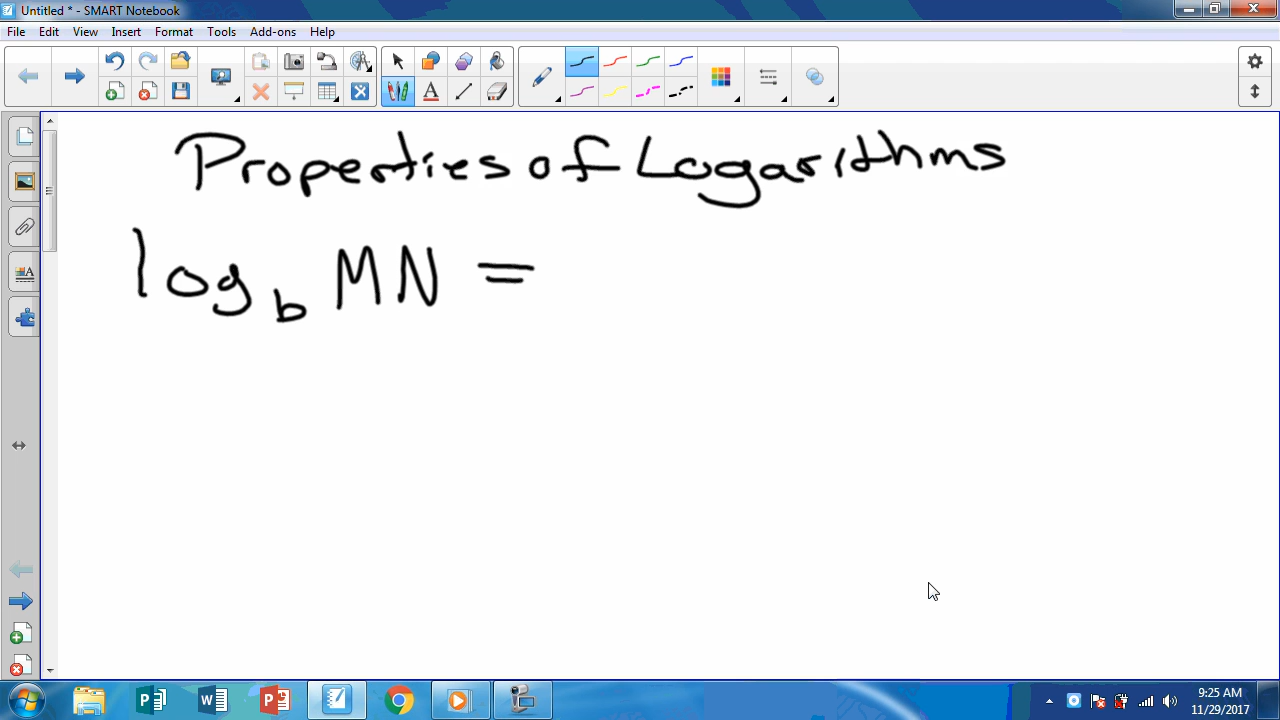 Untitled * - SMART Notebook
File Edit View Insert Format Tools Add-ons Help
Properties of Logarithms
log_b MN =
9:25 AM
11/29/2017